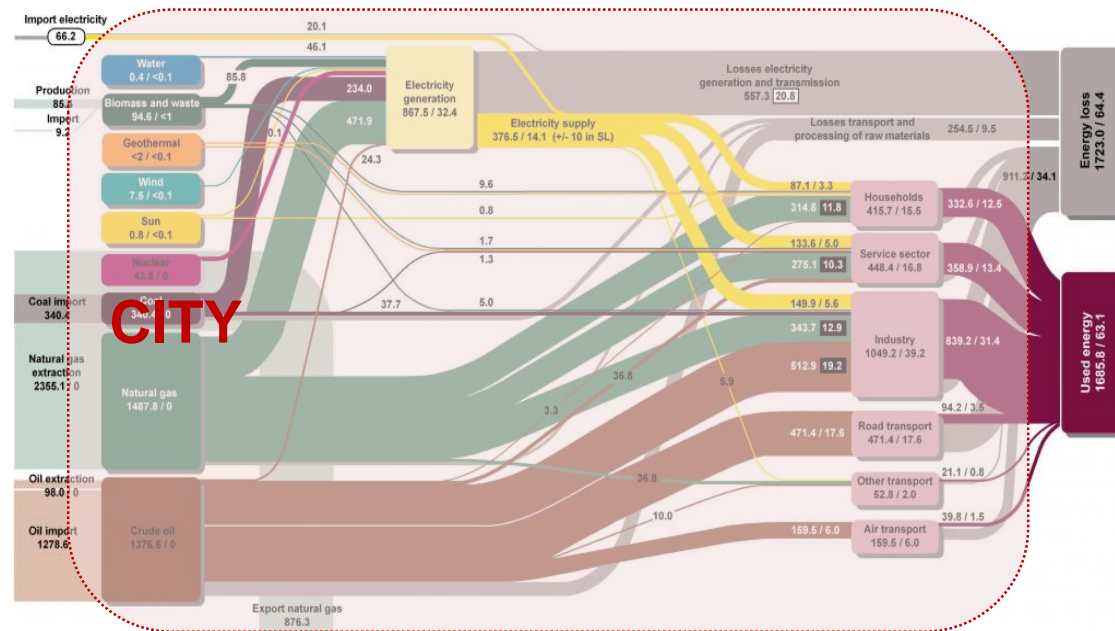 Import electricity
66.2
20.1
46.1
Water
0.4 / <0.1
85.8
Production
Biomass and waste
94.6 / <1
Import
9.2
0.1
Geothermal
<2 / <0.1
Wind
7.5 / <0.1
Sun
0.8 / <0.1
Nuclear
43.5 / 0
Coal import
CITY
Natural gas
extraction
2355.1 / 0
Natural gas
1487.8 / 0
Oil extraction
98.0 / 0
Oil import
1278.6
Crude oil
1376.6 / 0
Export natural gas
876.3
234.0
471.9
24.3
Electricity
generation
867.5 / 32.4
Losses electricity
generation and transmission
557.3 20.8
Electricity supply
376.5 / 14.1 (+/- 10 in SL)
Losses transport and
processing of raw materials
254.5 / 9.5
911.2 / 34.1
Energy loss
1723.0 / 64.4
9.6
0.8
1.7
1.3
37.7
5.0
87.1 / 3.3
314.8 11.8
Households
415.7 / 15.5
332.6 / 12.5
133.6 / 5.0
275.1 10.3
Service sector
448.4 / 16.8
358.9 / 13.4
149.9 / 5.6
343.7 12.9
512.9 19.2
Industry
1049.2 / 39.2
839.2 / 31.4
Used energy
1685.8 / 63.1
36.8
5.9
3.3
471.4 / 17.6
Road transport
471.4 / 17.6
94.2 / 3.5
36.8
Other transport
52.8 / 2.0
21.1 / 0.8
10.0
159.5 / 6.0
Air transport
159.5 / 6.0
39.8 / 1.5